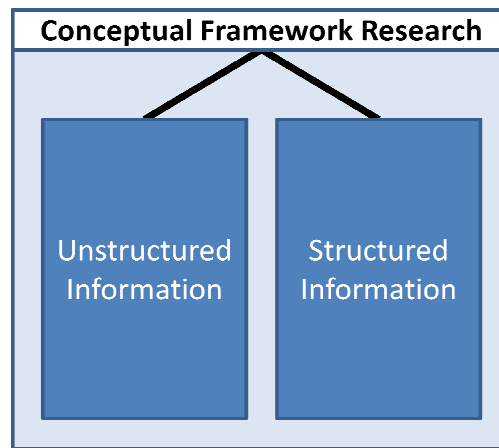 Conceptual Framework Research
Unstructured
Information
Structured
Information